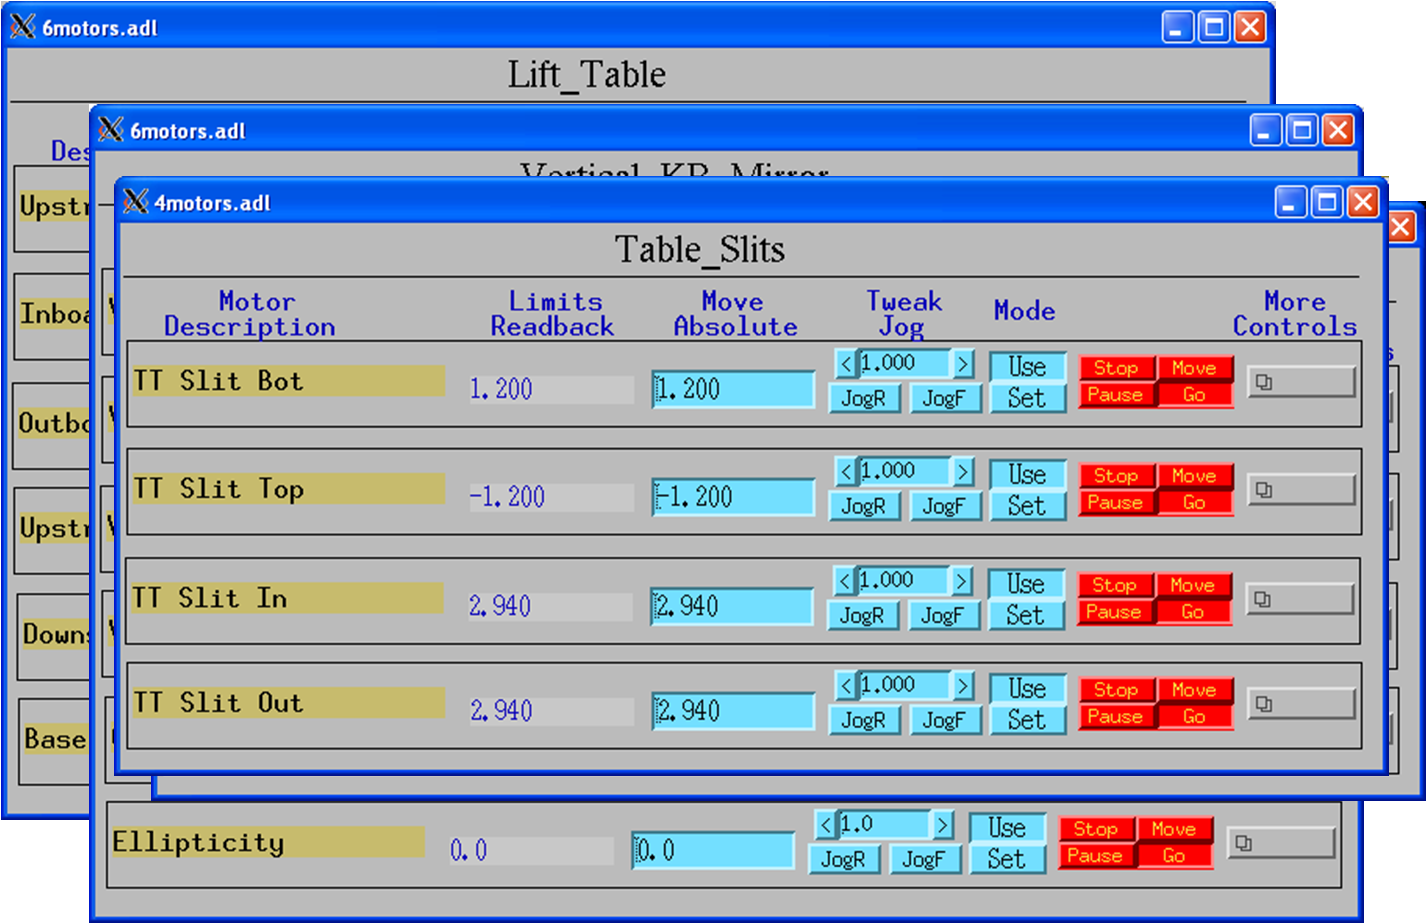 6motors.adl
Lift_Table
6motors.adl
Vertical_KB_Mirror
4motors.adl
Table_Slits
Motor Description
Limits Readback
Move Absolute
Tweak Jog
Mode
More Controls
TT Slit Bot
1.200
1.200
< 1.000 >
JogR JogF
Use
Set
Stop Move
Pause Go
TT Slit Top
-1.200
-1.200
< 1.000 >
JogR JogF
Use
Set
Stop Move
Pause Go
TT Slit In
2.940
2.940
< 1.000 >
JogR JogF
Use
Set
Stop Move
Pause Go
TT Slit Out
2.940
2.940
< 1.000 >
JogR JogF
Use
Set
Stop Move
Pause Go
Ellipticity
0.0
0.0
< 1.0 >
JogR JogF
Use
Set
Stop Move
Pause Go
Des
Upstr
Inboa
Outbo
Upstr
Downs
Base